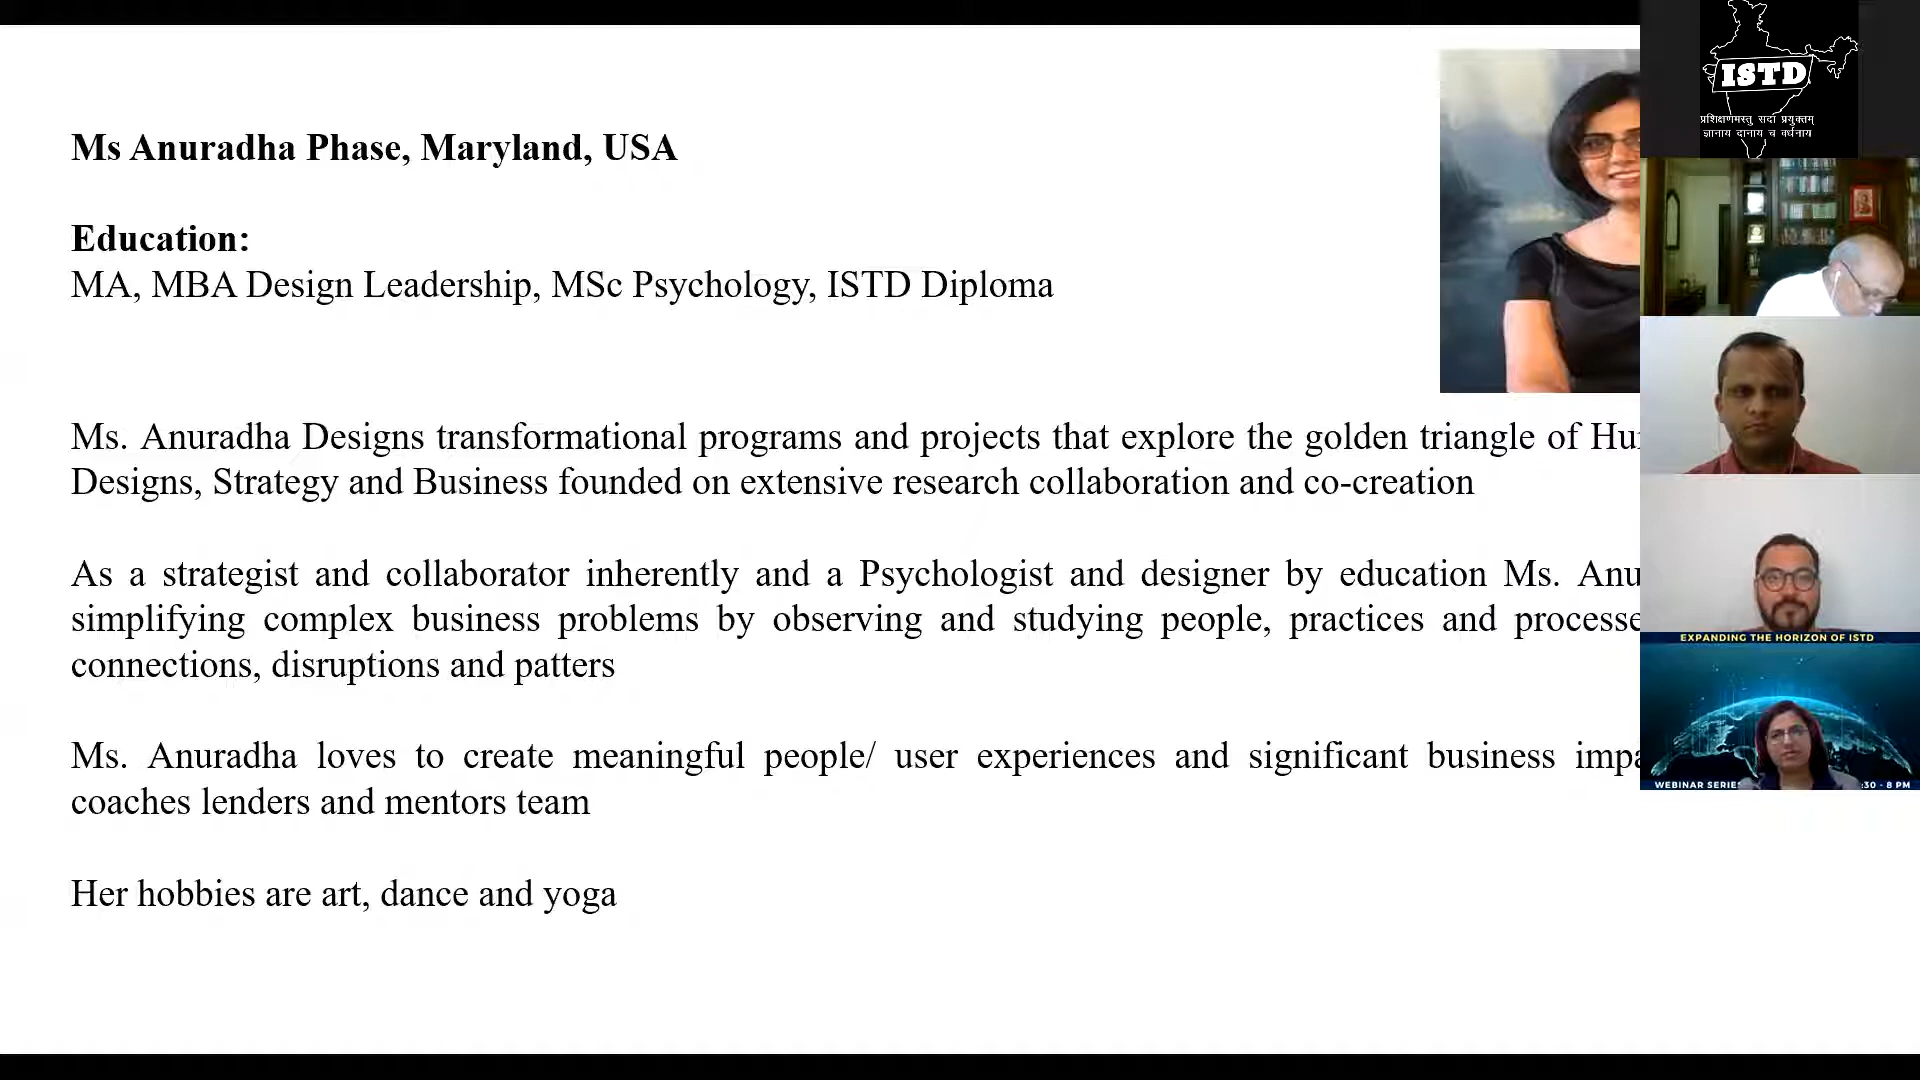 Ms Anuradha Phase, Maryland, USA
Education:
MA, MBA Design Leadership, MSc Psychology, ISTD Diploma
Ms. Anuradha Designs transformational programs and projects that explore the golden triangle of
Designs, Strategy and Business founded on extensive research collaboration and co-creation
As a strategist and collaborator inherently and a Psychologist and designer by education Ms.
simplifying complex business problems by observing and studying people, practices and
connections, disruptions and patters
Ms. Anuradha loves to create meaningful people/ user experiences and significant business
coaches lenders and mentors team
Her hobbies are art, dance and yoga
ISTD
प्रशिक्षणमस्तु सदा प्रयुक्तम्
ज्ञानाय दानाय च वर्धनाय
EXPANDING THE HORIZON OF ISTD
WEBINAR SERIES :30 - 8 PM